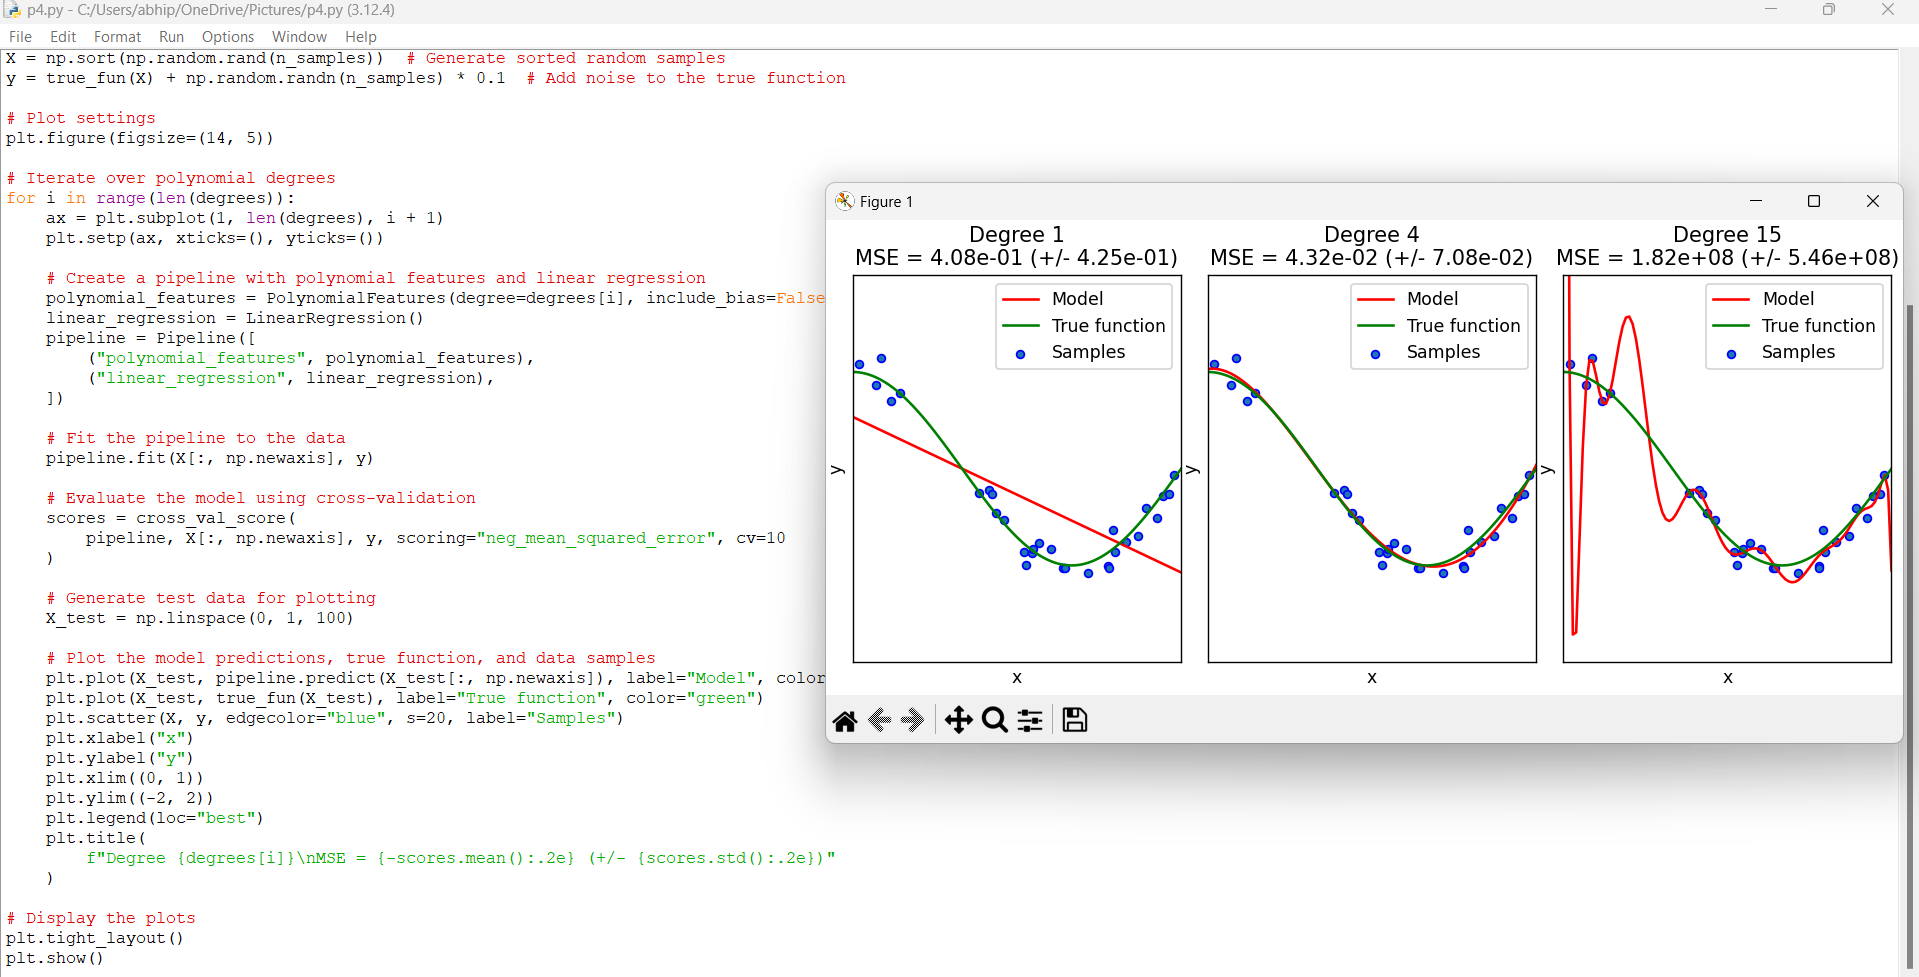 p4.py - C:/Users/abhip/OneDrive/Pictures/p4.py (3.12.4)
File Edit Format Run Options Window Help
X = np.sort(np.random.rand(n_samples))  # Generate sorted random samples
y = true_fun(X) + np.random.randn(n_samples) * 0.1  # Add noise to the true function
# Plot settings
plt.figure(figsize=(14, 5))
# Iterate over polynomial degrees
for i in range(len(degrees)):
    ax = plt.subplot(1, len(degrees), i + 1)
    plt.setp(ax, xticks=(), yticks=())
    # Create a pipeline with polynomial features and linear regression
    polynomial_features = PolynomialFeatures(degree=degrees[i], include_bias=False
    linear_regression = LinearRegression()
    pipeline = Pipeline([
        ("polynomial_features", polynomial_features),
        ("linear_regression", linear_regression),
    ])
    # Fit the pipeline to the data
    pipeline.fit(X[:, np.newaxis], y)
    # Evaluate the model using cross-validation
    scores = cross_val_score(
        pipeline, X[:, np.newaxis], y, scoring="neg_mean_squared_error", cv=10
    )
    # Generate test data for plotting
    X_test = np.linspace(0, 1, 100)
    # Plot the model predictions, true function, and data samples
    plt.plot(X_test, pipeline.predict(X_test[:, np.newaxis]), label="Model", color
    plt.plot(X_test, true_fun(X_test), label="True function", color="green")
    plt.scatter(X, y, edgecolor="blue", s=20, label="Samples")
    plt.xlabel("x")
    plt.ylabel("y")
    plt.xlim((0, 1))
    plt.ylim((-2, 2))
    plt.legend(loc="best")
    plt.title(
        f"Degree {degrees[i]}\nMSE = {-scores.mean():.2e} (+/- {scores.std():.2e})"
    )
# Display the plots
plt.tight_layout()
plt.show()
Figure 1
Degree 1
MSE = 4.08e-01 (+/- 4.25e-01)
Model
True function
Samples
y
x
Degree 4
MSE = 4.32e-02 (+/- 7.08e-02)
Model
True function
Samples
y
x
Degree 15
MSE = 1.82e+08 (+/- 5.46e+08)
Model
True function
Samples
y
x